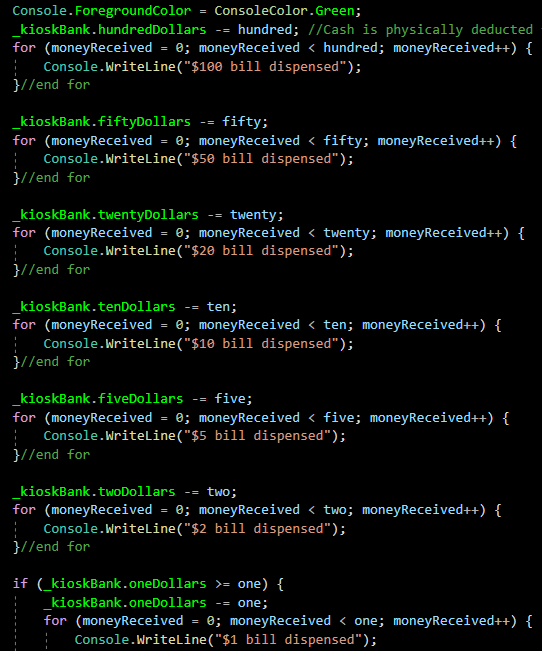 Console.ForegroundColor = ConsoleColor.Green;
_kioskBank.hundredDollars -= hundred; //Cash is physically deducted
for (moneyReceived = 0; moneyReceived < hundred; moneyReceived++) {
Console.WriteLine("$100 bill dispensed");
}//end for
_kioskBank.fiftyDollars -= fifty;
for (moneyReceived = 0; moneyReceived < fifty; moneyReceived++) {
Console.WriteLine("$50 bill dispensed");
}//end for
_kioskBank.twentyDollars -= twenty;
for (moneyReceived = 0; moneyReceived < twenty; moneyReceived++) {
Console.WriteLine("$20 bill dispensed");
}//end for
_kioskBank.tenDollars -= ten;
for (moneyReceived = 0; moneyReceived < ten; moneyReceived++) {
Console.WriteLine("$10 bill dispensed");
}//end for
_kioskBank.fiveDollars -= five;
for (moneyReceived = 0; moneyReceived < five; moneyReceived++) {
Console.WriteLine("$5 bill dispensed");
}//end for
_kioskBank.twoDollars -= two;
for (moneyReceived = 0; moneyReceived < two; moneyReceived++) {
Console.WriteLine("$2 bill dispensed");
}//end for
if (_kioskBank.oneDollars >= one) {
_kioskBank.oneDollars -= one;
for (moneyReceived = 0; moneyReceived < one; moneyReceived++) {
Console.WriteLine("$1 bill dispensed");